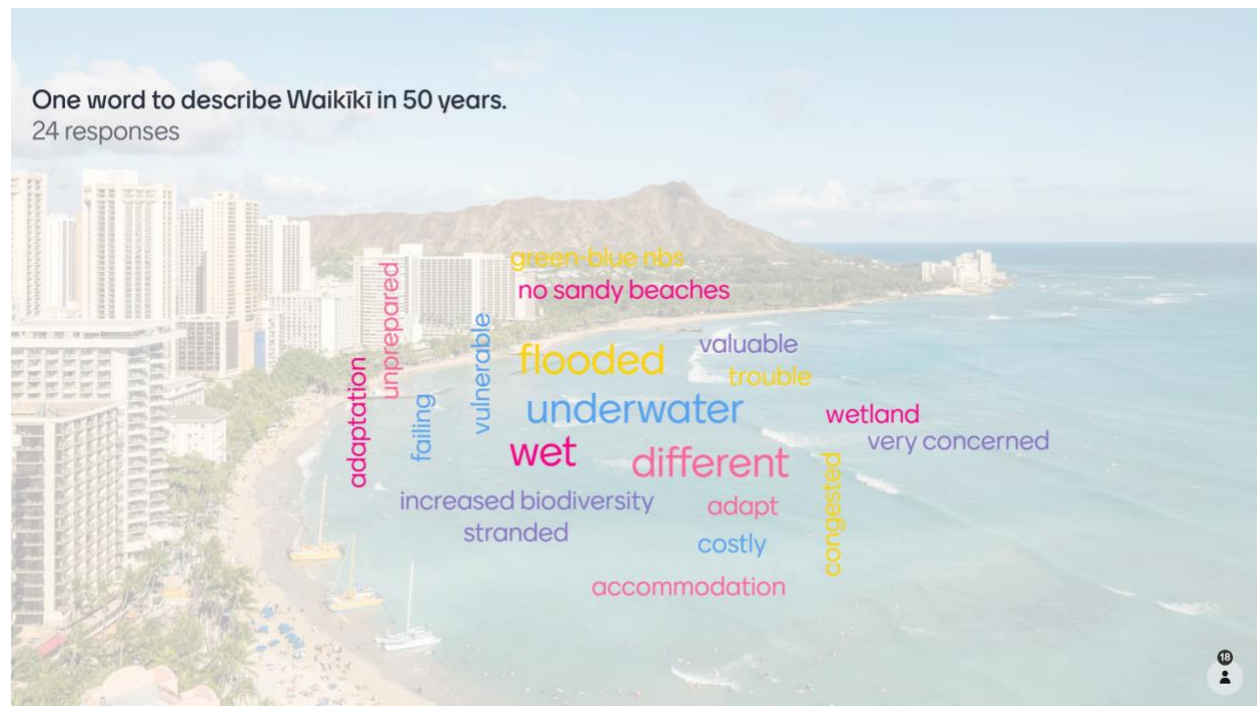 One word to describe Waikīkī in 50 years.
24 responses
green-blue nbs
no sandy beaches
unprepared
vulnerable
flooded
valuable
trouble
adaptation
failing
underwater
wetland
very concerned
wet
different
congested
increased biodiversity
adapt
stranded
costly
accommodation
18